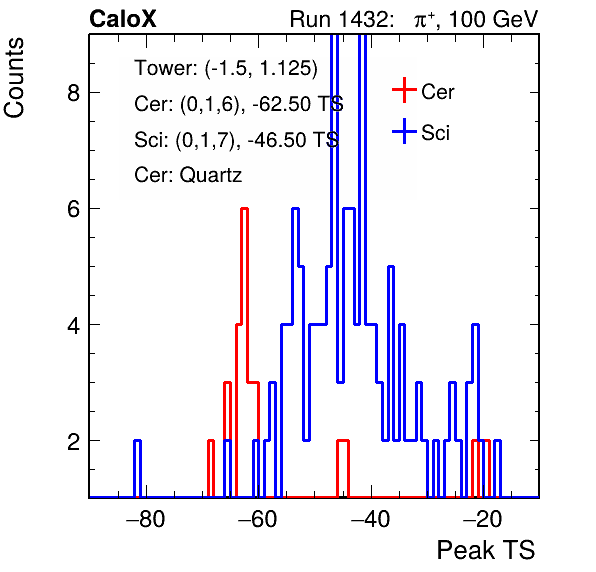 CaloX Run 1432: π⁺, 100 GeV
Counts
Tower: (-1.5, 1.125)
Cer: (0,1,6), -62.50 TS
Sci: (0,1,7), -46.50 TS
Cer: Quartz
Cer
Sci
8
6
4
2
−80 −60 −40 −20
Peak TS